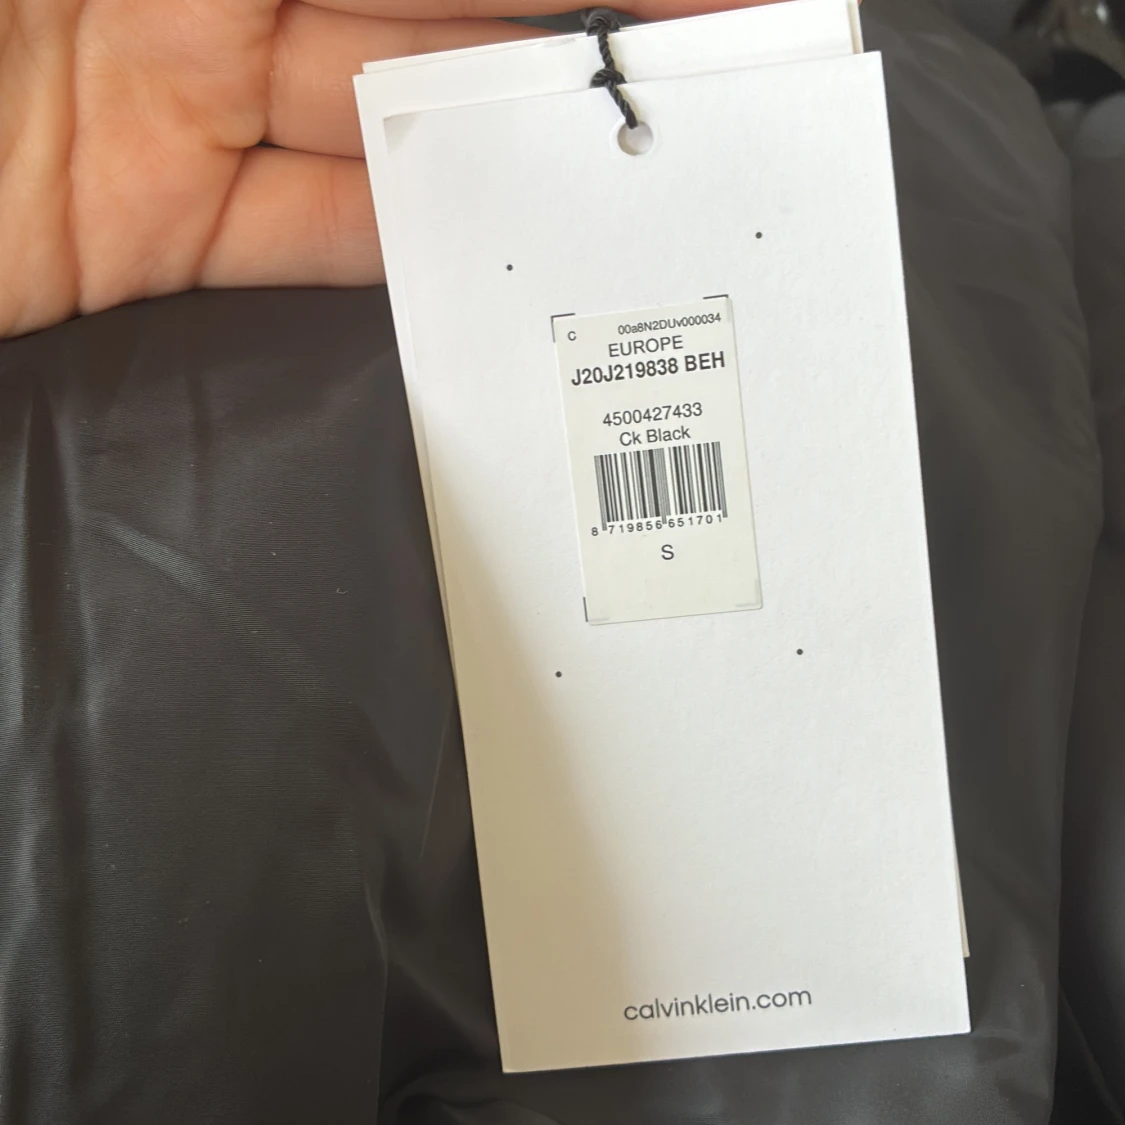 C 00a8N2DUv000034
EUROPE
J20J219838 BEH
4500427433
Ck Black
8 719856 651701
S
calvinklein.com